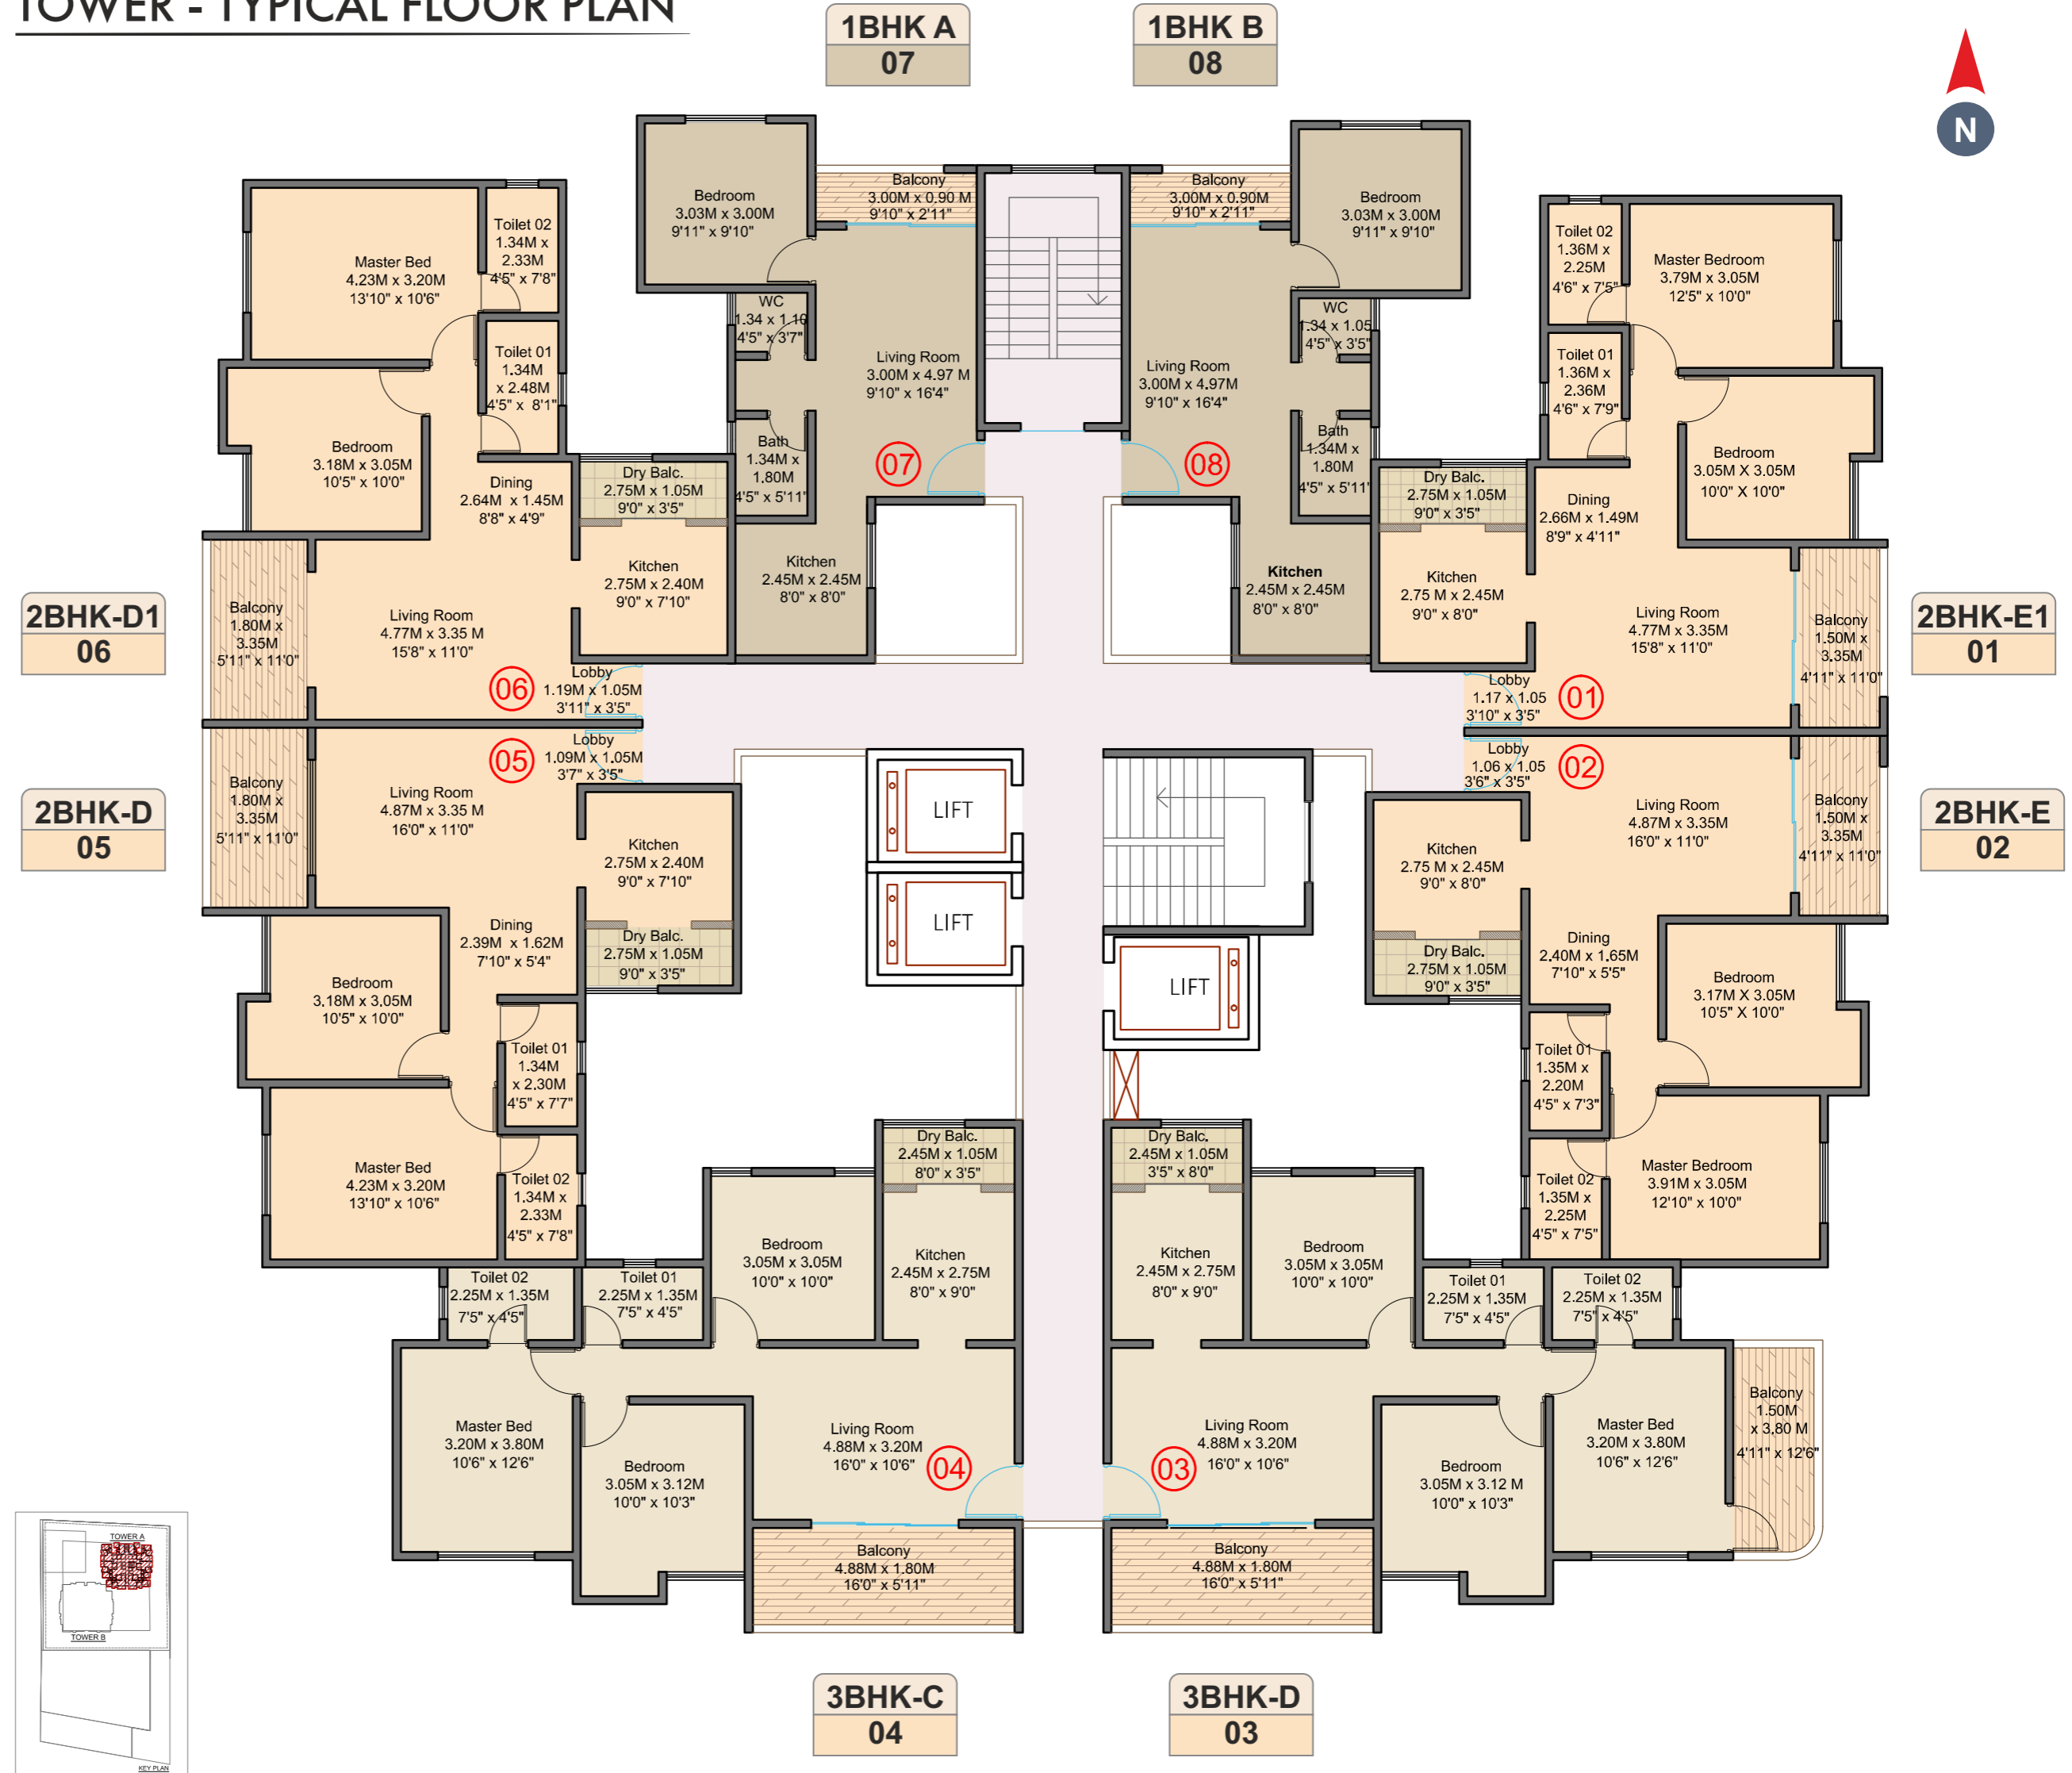 TOWER - TYPICAL FLOOR PLAN
1BHK A
07
1BHK B
08
N
Bedroom
3.03M x 3.00M
9'11" x 9'10"
Balcony
3.00M x 0.90 M
9'10" x 2'11"
WC
1.34 x 1.10
4'5" x 3'7"
Living Room
3.00M x 4.97 M
9'10" x 16'4"
Bath
1.34M x
1.80M
4'5" x 5'11"
07
Kitchen
2.45M x 2.45M
8'0" x 8'0"
Balcony
3.00M x 0.90M
9'10" x 2'11"
Bedroom
3.03M x 3.00M
9'11" x 9'10"
WC
1.34 x 1.05
4'5" x 3'5"
Living Room
3.00M x 4.97M
9'10" x 16'4"
Bath
1.34M x
1.80M
4'5" x 5'11"
08
Kitchen
2.45M x 2.45M
8'0" x 8'0"
Master Bed
4.23M x 3.20M
13'10" x 10'6"
Toilet 02
1.34M x
2.33M
4'5" x 7'8"
Toilet 01
1.34M
x 2.48M
4'5" x 8'1"
Bedroom
3.18M x 3.05M
10'5" x 10'0"
Dining
2.64M x 1.45M
8'8" x 4'9"
Dry Balc.
2.75M x 1.05M
9'0" x 3'5"
Kitchen
2.75M x 2.40M
9'0" x 7'10"
Balcony
1.80M x
3.35M
5'11" x 11'0"
Living Room
4.77M x 3.35 M
15'8" x 11'0"
06
Lobby
1.19M x 1.05M
3'11" x 3'5"
2BHK-D1
06
Toilet 02
1.36M x
2.25M
4'6" x 7'5"
Master Bedroom
3.79M x 3.05M
12'5" x 10'0"
Toilet 01
1.36M x
2.36M
4'6" x 7'9"
Bedroom
3.05M X 3.05M
10'0" X 10'0"
Dry Balc.
2.75M x 1.05M
9'0" x 3'5"
Dining
2.66M x 1.49M
8'9" x 4'11"
Kitchen
2.75 M x 2.45M
9'0" x 8'0"
Living Room
4.77M x 3.35M
15'8" x 11'0"
Balcony
1.50M x
3.35M
4'11" x 11'0"
Lobby
1.17 x 1.05
3'10" x 3'5"
01
2BHK-E1
01
2BHK-D
05
05
Lobby
1.09M x 1.05M
3'7" x 3'5"
Balcony
1.80M x
3.35M
5'11" x 11'0"
Living Room
4.87M x 3.35 M
16'0" x 11'0"
Kitchen
2.75M x 2.40M
9'0" x 7'10"
Dry Balc.
2.75M x 1.05M
9'0" x 3'5"
Dining
2.39M x 1.62M
7'10" x 5'4"
Bedroom
3.18M x 3.05M
10'5" x 10'0"
Toilet 01
1.34M
x 2.30M
4'5" x 7'7"
Master Bed
4.23M x 3.20M
13'10" x 10'6"
Toilet 02
1.34M x
2.33M
4'5" x 7'8"
LIFT
LIFT
LIFT
Lobby
1.06 x 1.05
3'6" x 3'5"
02
Living Room
4.87M x 3.35M
16'0" x 11'0"
Balcony
1.50M x
3.35M
4'11" x 11'0"
2BHK-E
02
Kitchen
2.75 M x 2.45M
9'0" x 8'0"
Dry Balc.
2.75M x 1.05M
9'0" x 3'5"
Dining
2.40M x 1.65M
7'10" x 5'5"
Bedroom
3.17M X 3.05M
10'5" X 10'0"
Toilet 01
1.35M x
2.20M
4'5" x 7'3"
Master Bedroom
3.91M x 3.05M
12'10" x 10'0"
Toilet 02
1.35M x
2.25M
4'5" x 7'5"
Dry Balc.
2.45M x 1.05M
8'0" x 3'5"
Bedroom
3.05M x 3.05M
10'0" x 10'0"
Kitchen
2.45M x 2.75M
8'0" x 9'0"
Toilet 02
2.25M x 1.35M
7'5" x 4'5"
Toilet 01
2.25M x 1.35M
7'5" x 4'5"
Master Bed
3.20M x 3.80M
10'6" x 12'6"
Bedroom
3.05M x 3.12M
10'0" x 10'3"
Living Room
4.88M x 3.20M
16'0" x 10'6"
04
Balcony
4.88M x 1.80M
16'0" x 5'11"
3BHK-C
04
Dry Balc.
2.45M x 1.05M
3'5" x 8'0"
Kitchen
2.45M x 2.75M
8'0" x 9'0"
Bedroom
3.05M x 3.05M
10'0" x 10'0"
Toilet 01
2.25M x 1.35M
7'5" x 4'5"
Toilet 02
2.25M x 1.35M
7'5" x 4'5"
Living Room
4.88M x 3.20M
16'0" x 10'6"
03
Bedroom
3.05M x 3.12 M
10'0" x 10'3"
Master Bed
3.20M x 3.80M
10'6" x 12'6"
Balcony
1.50M
x 3.80 M
4'11" x 12'6"
Balcony
4.88M x 1.80M
16'0" x 5'11"
3BHK-D
03
TOWER A
TOWER B
KEY PLAN